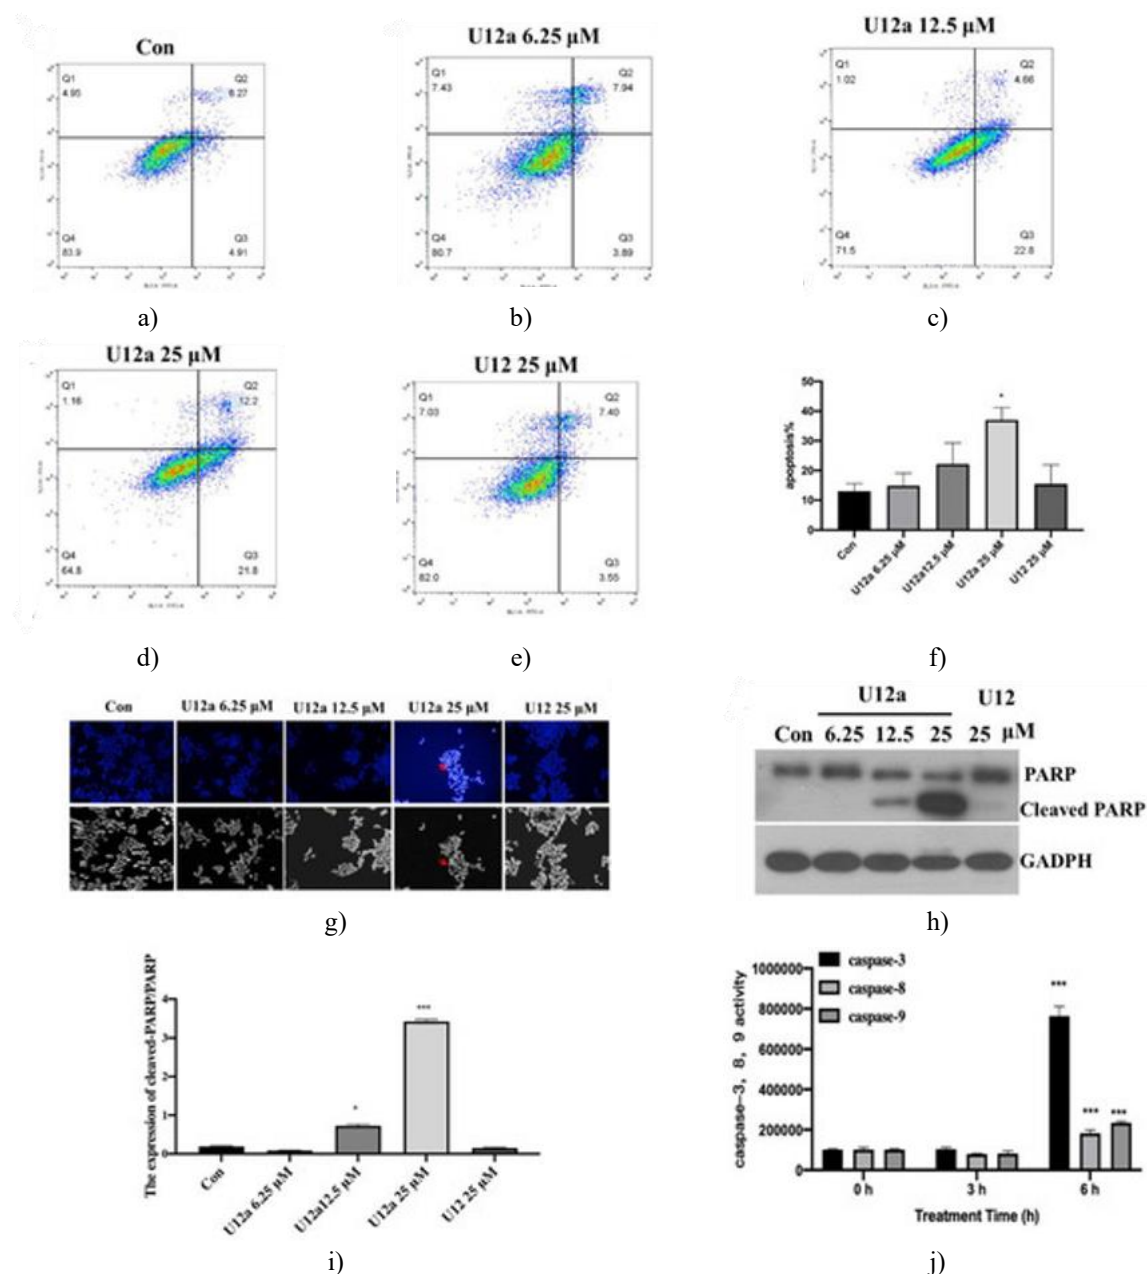 Con
Q1
4.95
Q2
6.27
Q4
83.9
Q3
4.91
a)
U12a 6.25 μM
Q1
7.43
Q2
7.94
Q4
80.7
Q3
3.89
b)
U12a 12.5 μM
Q1
1.02
Q2
4.66
Q4
71.5
Q3
22.8
c)
U12a 25 μM
Q1
1.16
Q2
12.2
Q4
64.8
Q3
21.8
d)
U12 25 μM
Q1
7.03
Q2
7.40
Q4
82.0
Q3
3.55
e)
apoptosis%
50
40
30
20
10
0
*
Con
U12a 6.25 μM
U12a12.5 μM
U12a 25 μM
U12 25 μM
f)
Con U12a 6.25 μM U12a 12.5 μM U12a 25 μM U12 25 μM
g)
U12a U12
Con 6.25 12.5 25 25 μM
PARP
Cleaved PARP
GADPH
h)
The expression of cleaved-PARP/PARP
4
3
2
1
0
*
***
Con
U12a 6.25 μM
U12a12.5 μM
U12a 25 μM
U12 25 μM
i)
caspase-3, 8, 9 activity
1000000
800000
600000
400000
200000
0
caspase-3
caspase-8
caspase-9
***
*** ***
0 h 3 h 6 h
Treatment Time (h)
j)